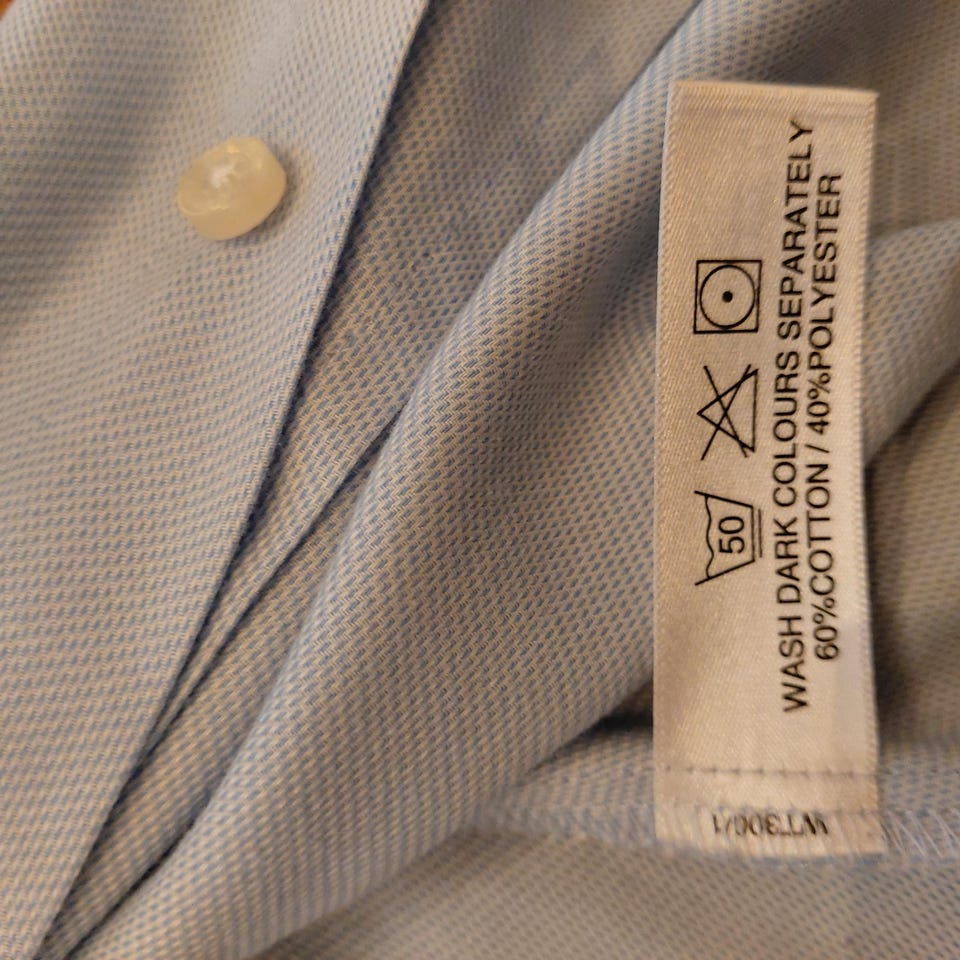 50
WASH DARK COLOURS SEPARATELY
60%COTTON / 40%POLYESTER